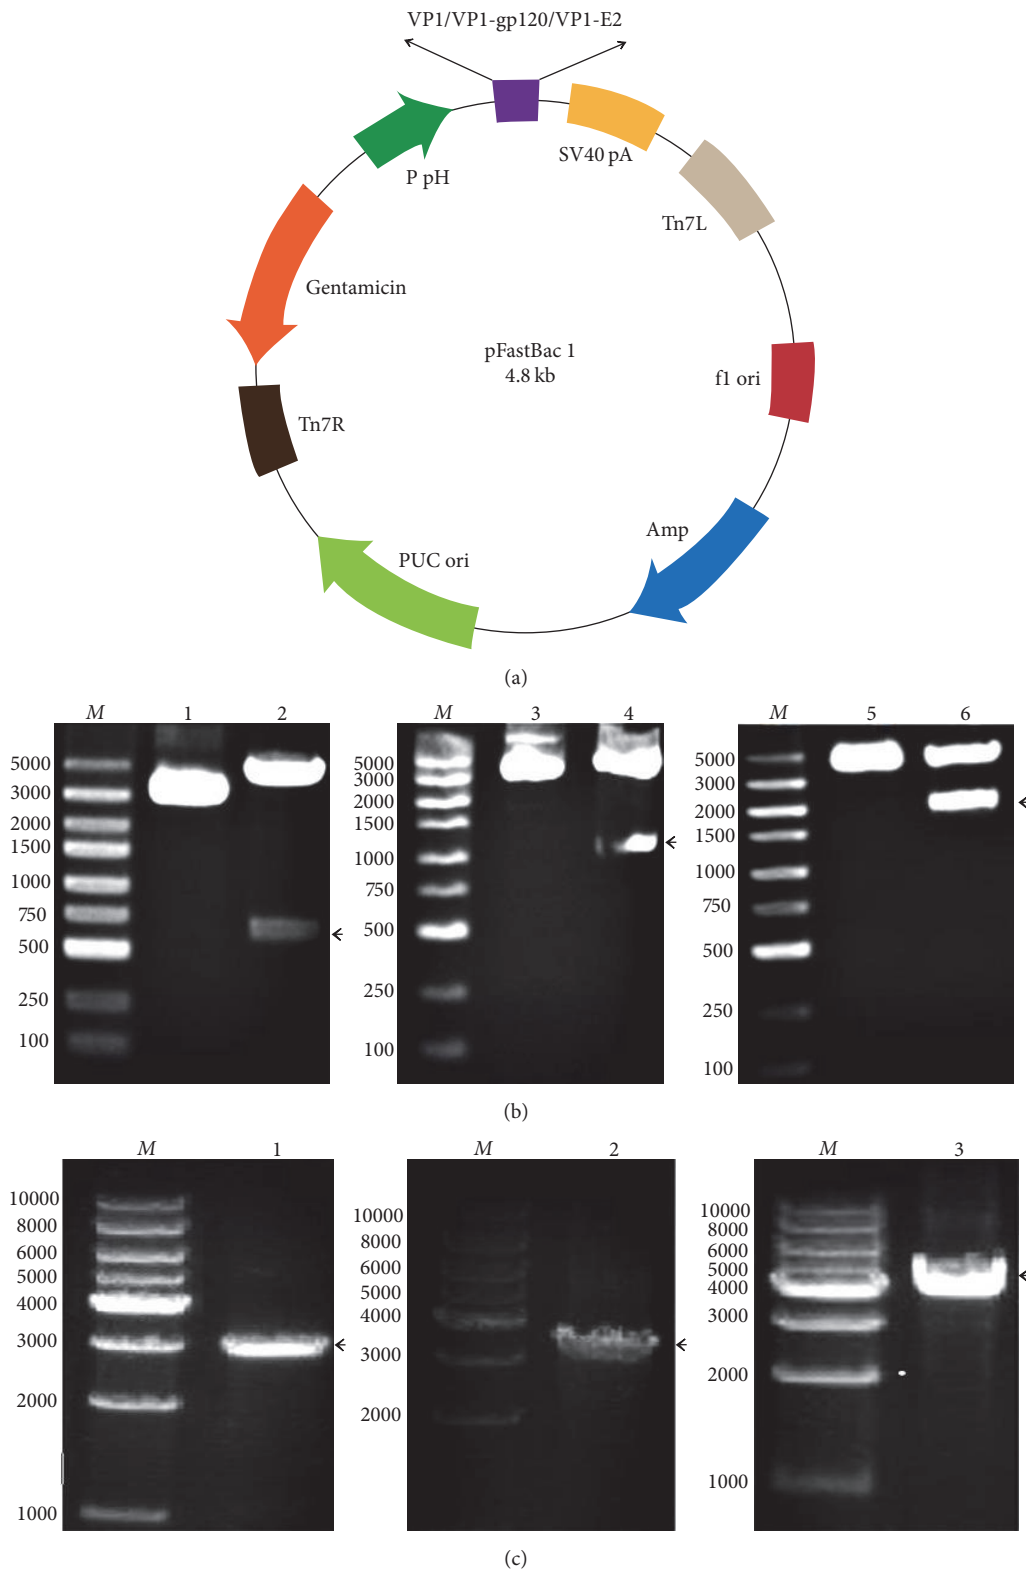 VP1/VP1-gp120/VP1-E2
SV40 pA
P pH
Tn7L
Gentamicin
pFastBac 1
4.8 kb
f1 ori
Tn7R
Amp
PUC ori
(a)
M 1 2
5000
3000
2000
1500
1000
750
500
250
100
M 3 4
5000
3000
2000
1500
1000
750
500
250
100
M 5 6
5000
3000
2000
1500
1000
750
500
250
100
(b)
M 1
10000
8000
6000
5000
4000
3000
2000
1000
M 2
10000
8000
6000
5000
4000
3000
2000
M 3
10000
8000
6000
5000
4000
3000
2000
1000
(c)